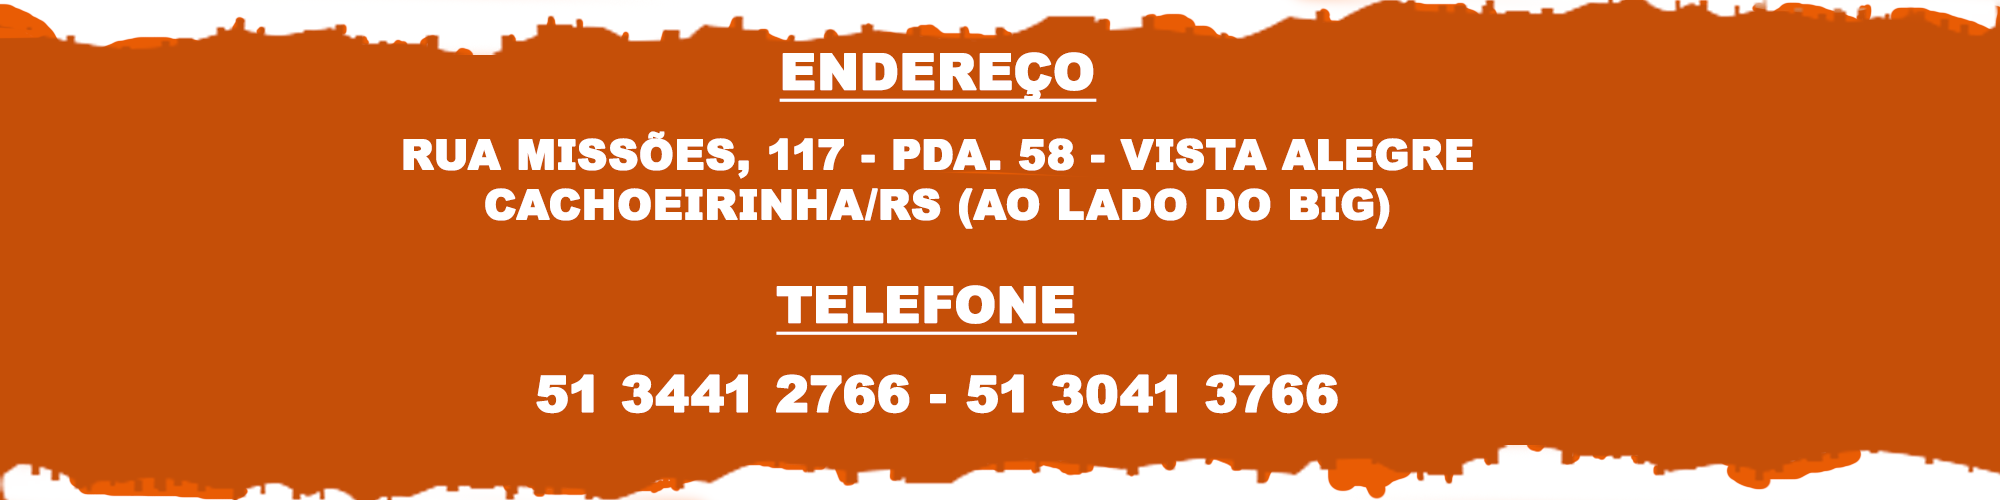 ENDEREÇO
RUA MISSÕES, 117 - PDA. 58 - VISTA ALEGRE
CACHOEIRINHA/RS (AO LADO DO BIG)
TELEFONE
51 3441 2766 - 51 3041 3766